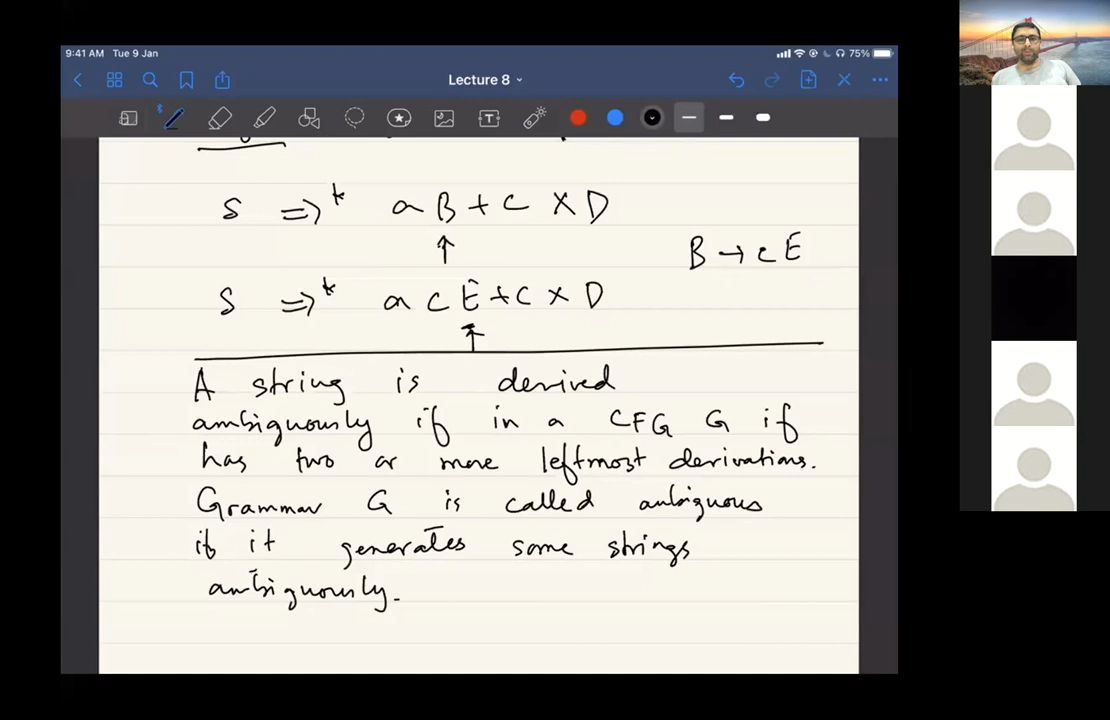 9:41 AM Tue 9 Jan
75%
Lecture 8
S ⇒* a B + C × D
↑
B → c E
S ⇒* a c E + C × D
↑
A string is derived
ambiguously if in a CFG G if
has two or more leftmost derivations.
Grammar G is called ambiguous
if it generates some strings
ambiguously.